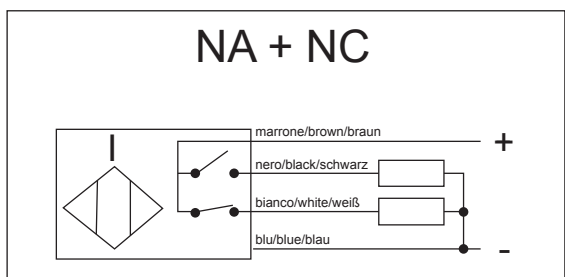 NA + NC
I
marrone/brown/braun
+
nero/black/schwarz
bianco/white/weiß
blu/blue/blau
-